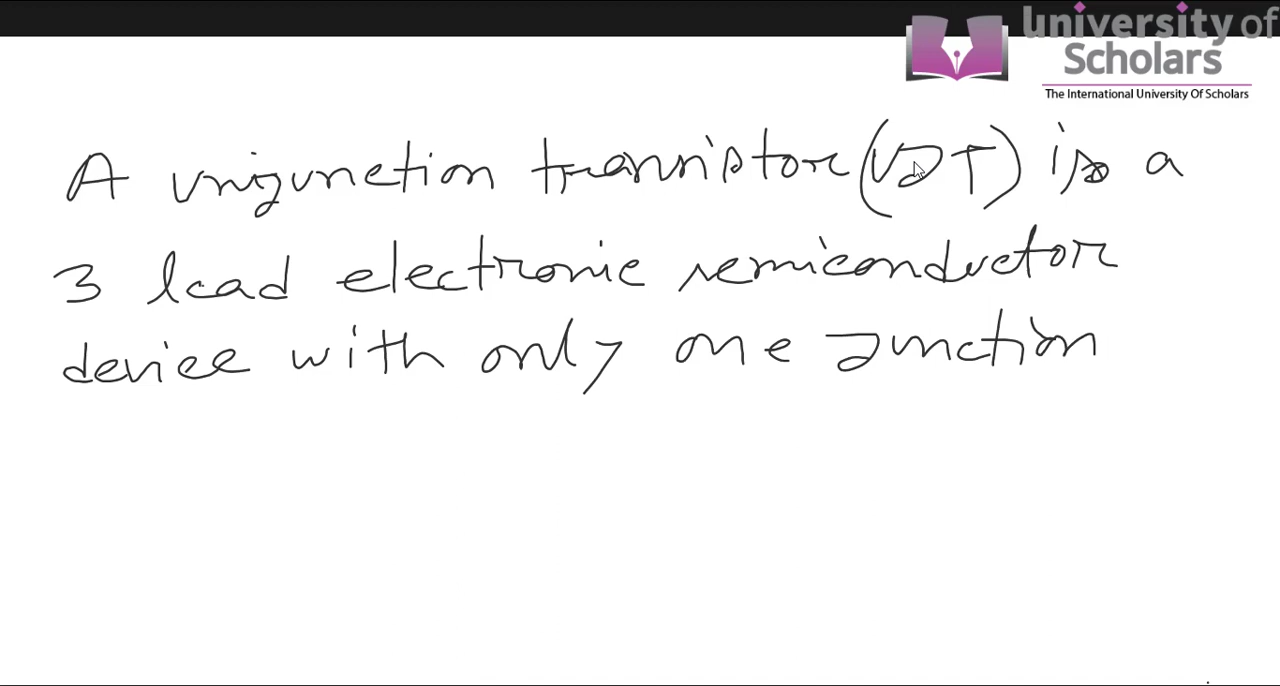 University of
Scholars
The International University Of Scholars
A unijunction transistor (UJT) is a
3 lead electronic semiconductor
device with only one junction